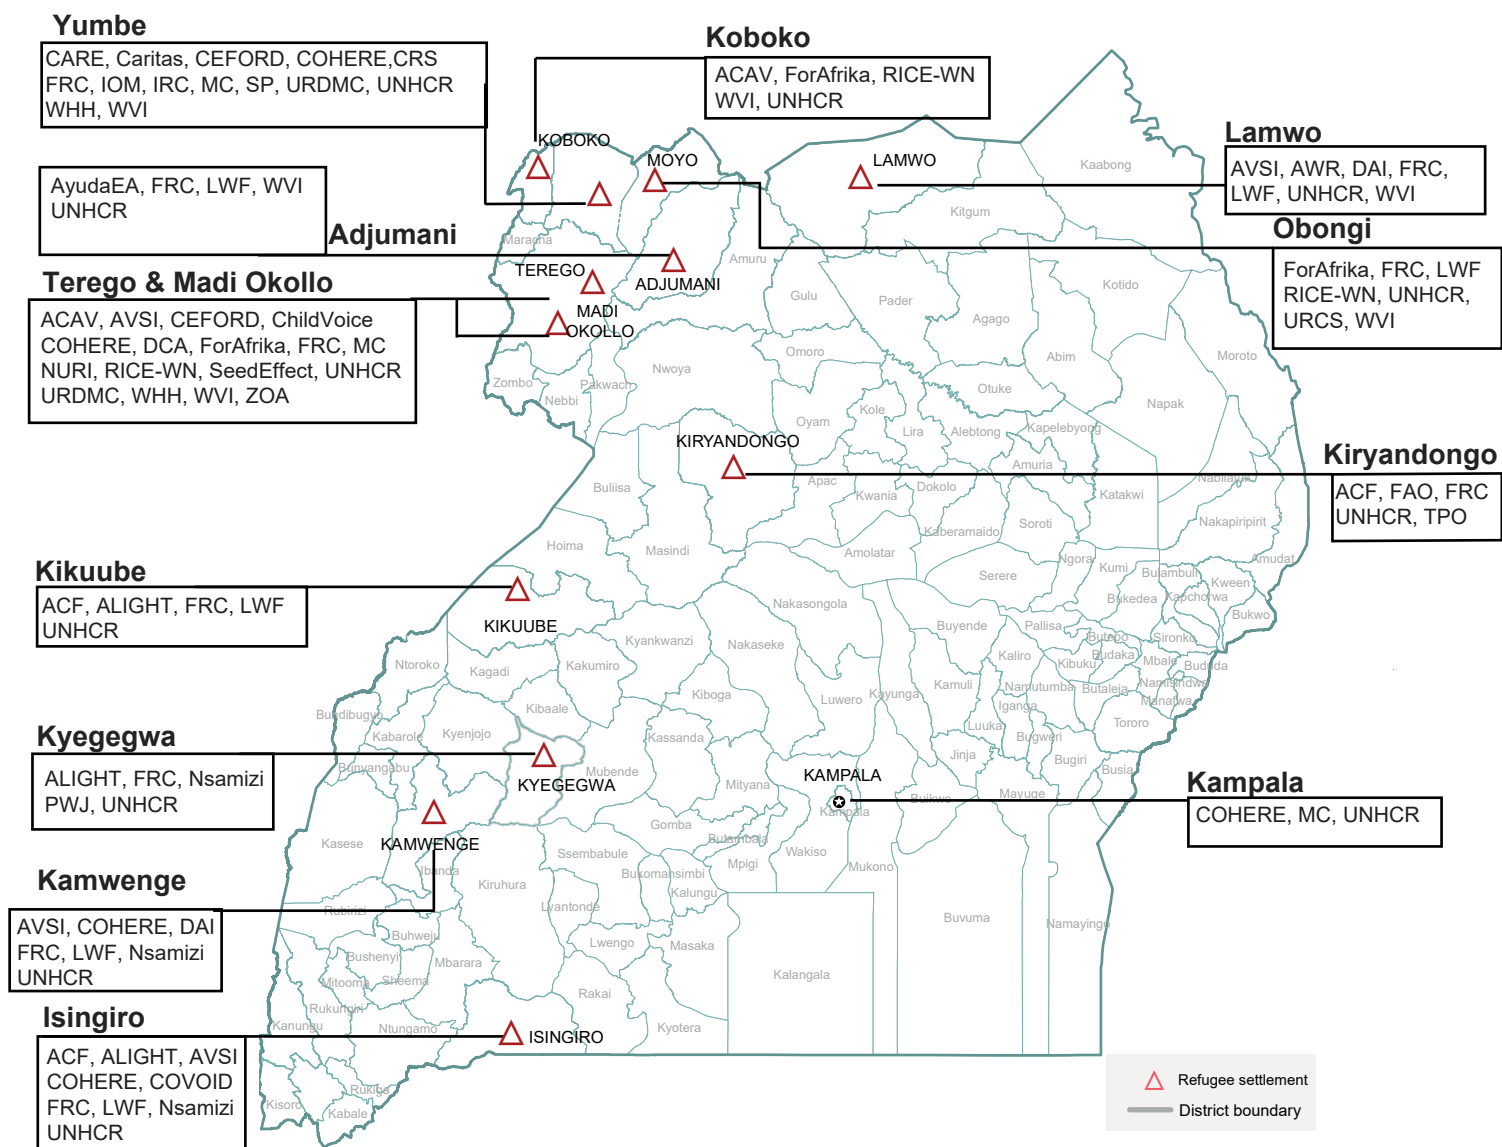 Yumbe
CARE, Caritas, CEFORD, COHERE,CRS
FRC, IOM, IRC, MC, SP, URDMC, UNHCR
WHH, WVI
Koboko
ACAV, ForAfrika, RICE-WN
WVI, UNHCR
Lamwo
AVSI, AWR, DAI, FRC,
LWF, UNHCR, WVI
AyudaEA, FRC, LWF, WVI
UNHCR
Adjumani
Obongi
ForAfrika, FRC, LWF
RICE-WN, UNHCR,
URCS, WVI
Terego & Madi Okollo
ACAV, AVSI, CEFORD, ChildVoice
COHERE, DCA, ForAfrika, FRC, MC
NURI, RICE-WN, SeedEffect, UNHCR
URDMC, WHH, WVI, ZOA
Kiryandongo
ACF, FAO, FRC
UNHCR, TPO
Kikuube
ACF, ALIGHT, FRC, LWF
UNHCR
Kyegegwa
ALIGHT, FRC, Nsamizi
PWJ, UNHCR
Kampala
COHERE, MC, UNHCR
Kamwenge
AVSI, COHERE, DAI
FRC, LWF, Nsamizi
UNHCR
Isingiro
ACF, ALIGHT, AVSI
COHERE, COVOID
FRC, LWF, Nsamizi
UNHCR
KOBOKO
MOYO
LAMWO
Kaabong
Kitgum
Maracha
TEREGO
ADJUMANI
Amuru
MADI
OKOLLO
Gulu
Pader
Kotido
Agago
Omoro
Abim
Moroto
Nwoya
Zombo
Pakwach
Nebbi
Otuke
Napak
Kole
Oyam
Lira
Alebtong
Kapelebyong
KIRYANDONGO
Amuria
Apac
Kwania
Dokolo
Katakwi
Nabilatuk
Buliisa
Kaberamaido
Soroti
Nakapiripirit
Hoima
Masindi
Amolatar
Ngora
Kumi
Amudat
Serere
Bulambuli
Kween
Bukedea
Kapchorwa
Bukwo
KIKUUBE
Nakasongola
Kyankwanzi
Nakaseke
Buyende
Pallisa
Butebo
Sironko
Budaka
Mbale
Bududa
Ntoroko
Kagadi
Kakumiro
Kaliro
Kibuku
Kiboga
Luwero
Kayunga
Kamuli
Namutumba
Butaleja
Namisindwa
Manafwa
Iganga
Bundibugyo
Kibaale
Kabarole
Kyenjojo
Kassanda
Luuka
Bugweri
Tororo
Bunyangabu
Jinja
Bugiri
Busia
KYEGEGWA
Mubende
Mityana
KAMPALA
Kampala
Buikwe
Mayuge
KAMWENGE
Kasese
Gomba
Butambala
Ibanda
Ssembabule
Mpigi
Wakiso
Mukono
Kiruhura
Bukomansimbi
Kalungu
Rubirizi
Lyantonde
Buvuma
Namayingo
Buhweju
Lwengo
Masaka
Bushenyi
Mbarara
Mitooma
Sheema
Kalangala
Rukungiri
Rakai
Kanungu
Ntungamo
Kyotera
ISINGIRO
Rukiga
Kisoro
Kabale
Refugee settlement
District boundary